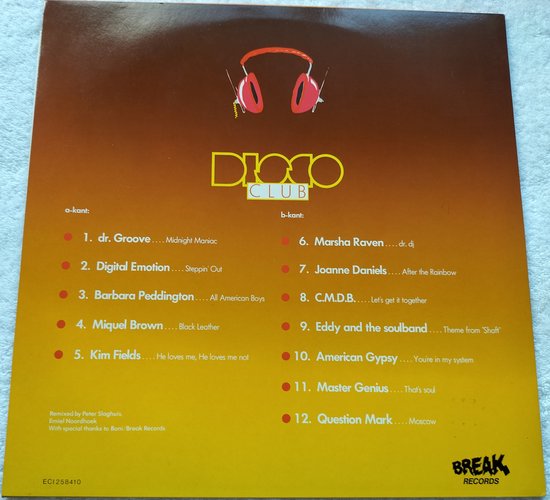 DISCO
CLUB
a-kant:
1. dr. Groove .... Midnight Maniac
2. Digital Emotion .... Steppin' Out
3. Barbara Peddington .... All American Boys
4. Miquel Brown .... Black Leather
5. Kim Fields .... He loves me, He loves me not
Remixed by Peter Slaghuis,
Emiel Noordhoek
With special thanks to Boni/Break Records
ECI 258410
b-kant:
6. Marsha Raven .... dr. dj
7. Joanne Daniels .... After the Rainbow
8. C.M.D.B. .... Let's get it together
9. Eddy and the soulband .... Theme from "Shaft"
10. American Gypsy .... You're in my system
11. Master Genius .... That's soul
12. Question Mark .... Moscow
BREAK
RECORDS